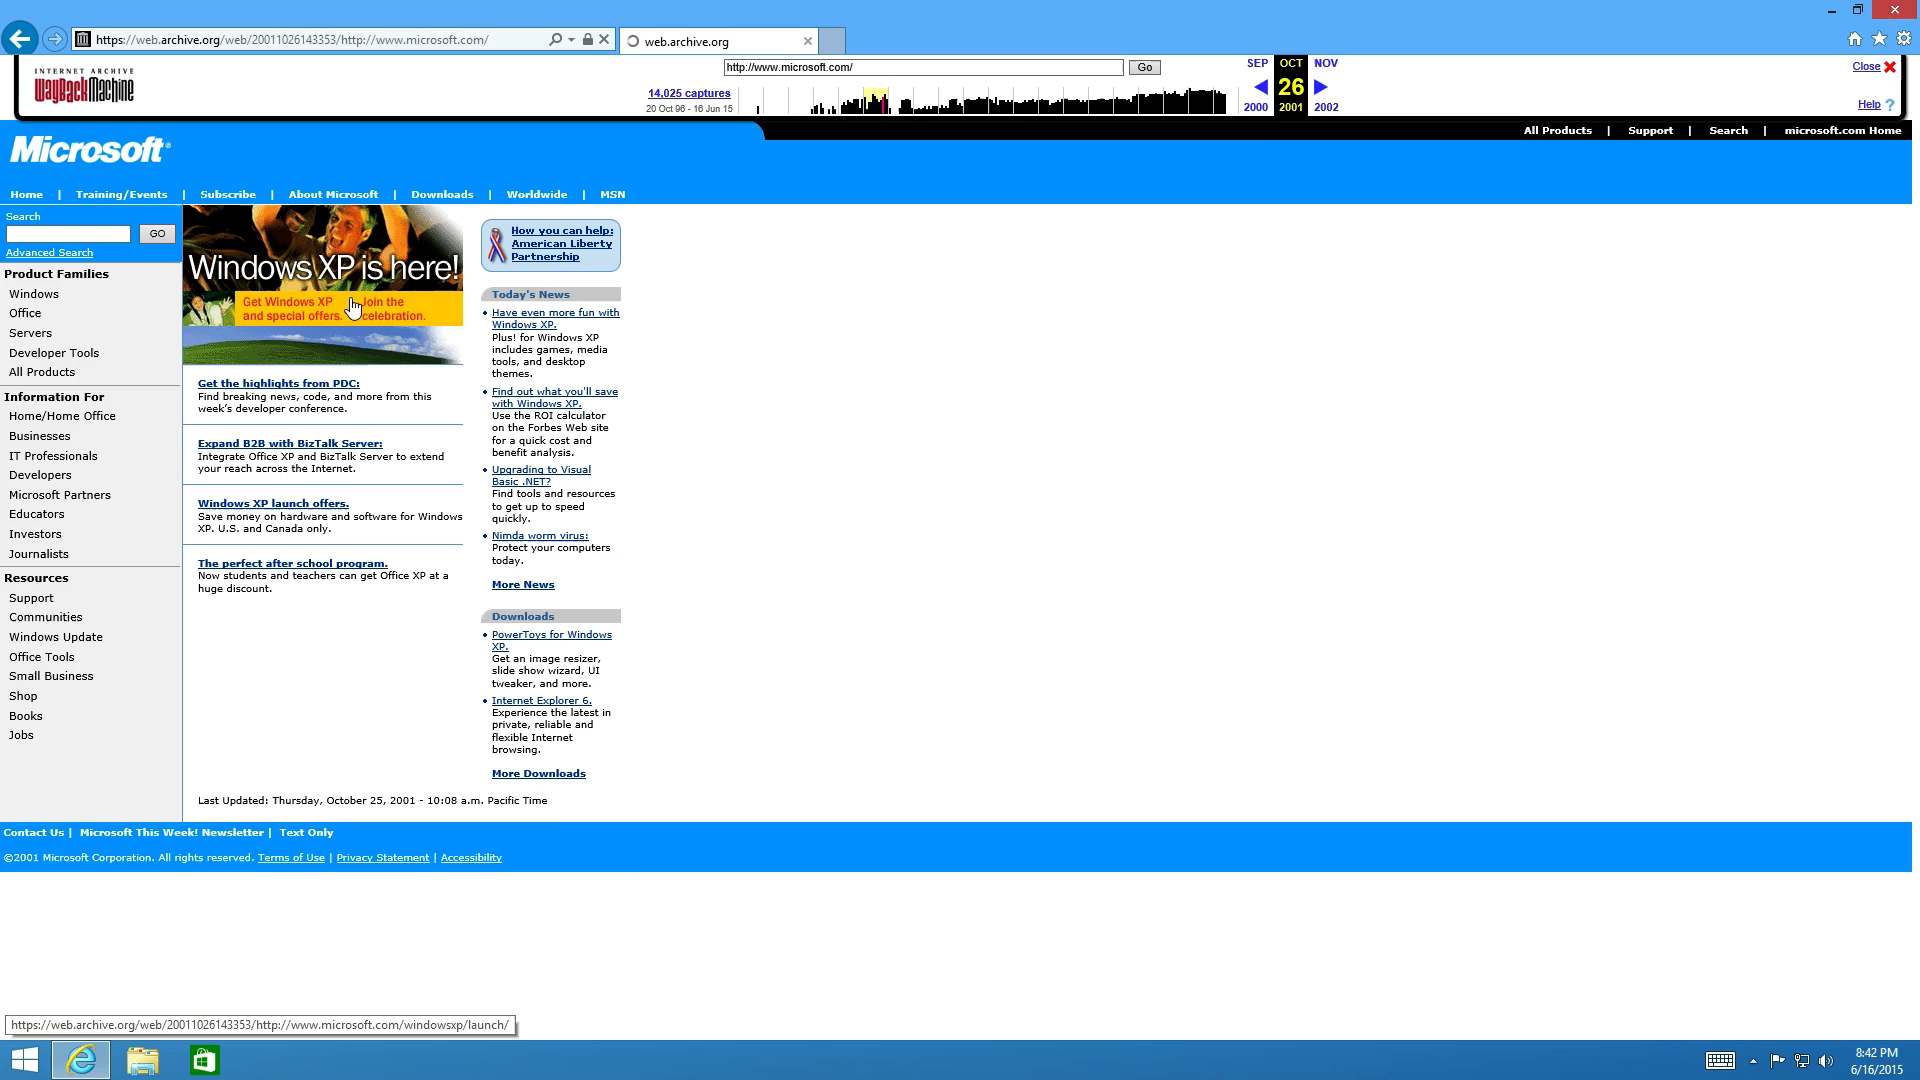 https://web.archive.org/web/20011026143353/http://www.microsoft.com/
web.archive.org
INTERNET ARCHIVE
WayBackMachine
http://www.microsoft.com/
Go
14,025 captures
20 Oct 96 - 16 Jun 15
SEP OCT NOV
26
2000 2001 2002
Close
Help ?
All Products | Support | Search | microsoft.com Home
Microsoft®
Home | Training/Events | Subscribe | About Microsoft | Downloads | Worldwide | MSN
Search
GO
Advanced Search
Product Families
Windows
Office
Servers
Developer Tools
All Products
Information For
Home/Home Office
Businesses
IT Professionals
Developers
Microsoft Partners
Educators
Investors
Journalists
Resources
Support
Communities
Windows Update
Office Tools
Small Business
Shop
Books
Jobs
Windows XP is here!
Get Windows XP
and special offers.
Join the
celebration.
Get the highlights from PDC:
Find breaking news, code, and more from this
week's developer conference.
Expand B2B with BizTalk Server:
Integrate Office XP and BizTalk Server to extend
your reach across the Internet.
Windows XP launch offers.
Save money on hardware and software for Windows
XP. U.S. and Canada only.
The perfect after school program.
Now students and teachers can get Office XP at a
huge discount.
How you can help:
American Liberty
Partnership
Today's News
Have even more fun with
Windows XP.
Plus! for Windows XP
includes games, media
tools, and desktop
themes.
Find out what you'll save
with Windows XP.
Use the ROI calculator
on the Forbes Web site
for a quick cost and
benefit analysis.
Upgrading to Visual
Basic .NET?
Find tools and resources
to get up to speed
quickly.
Nimda worm virus:
Protect your computers
today.
More News
Downloads
PowerToys for Windows
XP.
Get an image resizer,
slide show wizard, UI
tweaker, and more.
Internet Explorer 6.
Experience the latest in
private, reliable and
flexible Internet
browsing.
More Downloads
Last Updated: Thursday, October 25, 2001 - 10:08 a.m. Pacific Time
Contact Us | Microsoft This Week! Newsletter | Text Only
©2001 Microsoft Corporation. All rights reserved. Terms of Use | Privacy Statement | Accessibility
https://web.archive.org/web/20011026143353/http://www.microsoft.com/windowsxp/launch/
8:42 PM
6/16/2015